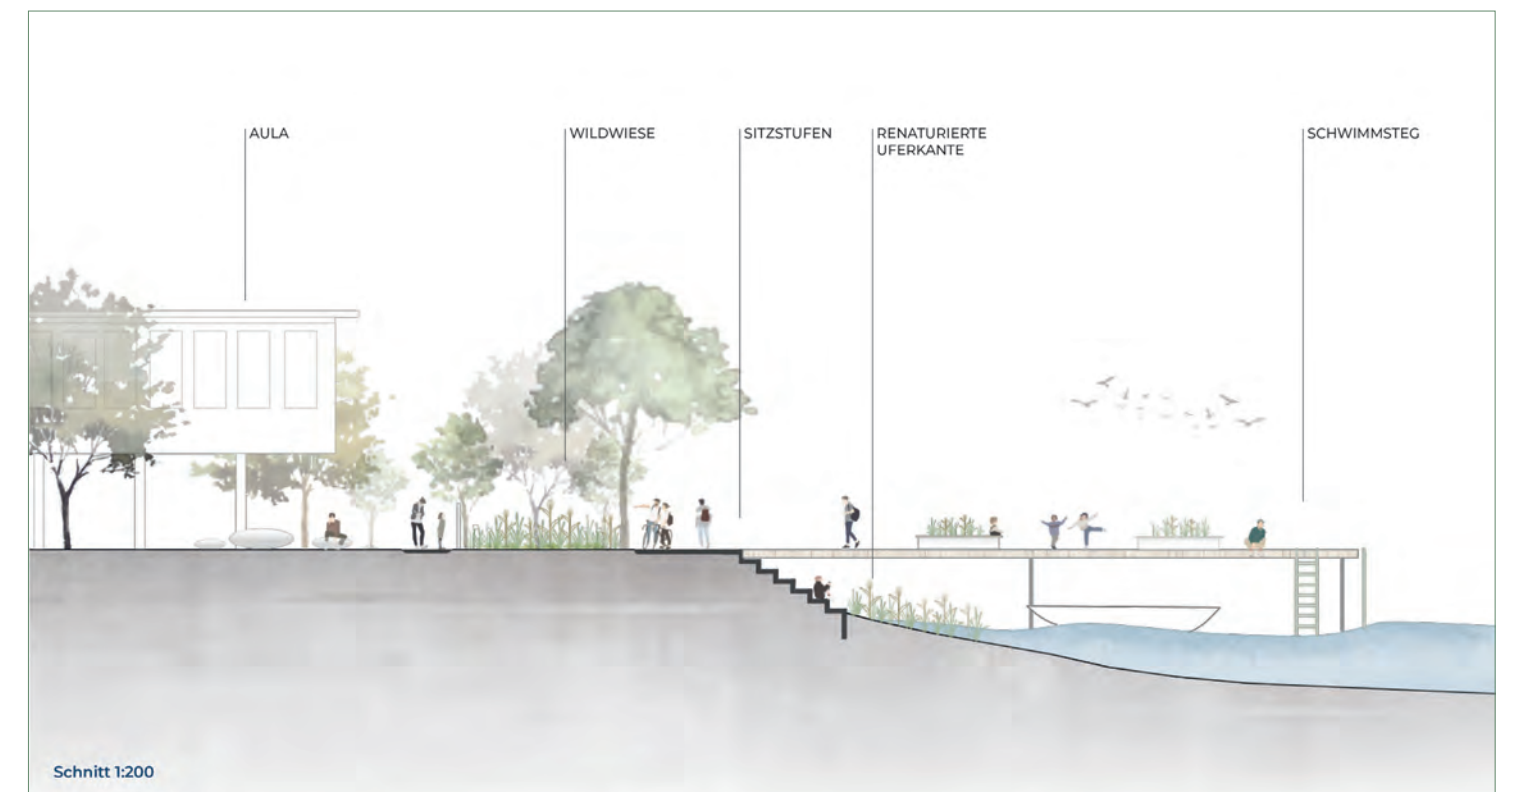 AULA
WILDWIESE
SITZSTUFEN
RENATURIERTE
UFERKANTE
SCHWIMMSTEG
Schnitt 1:200